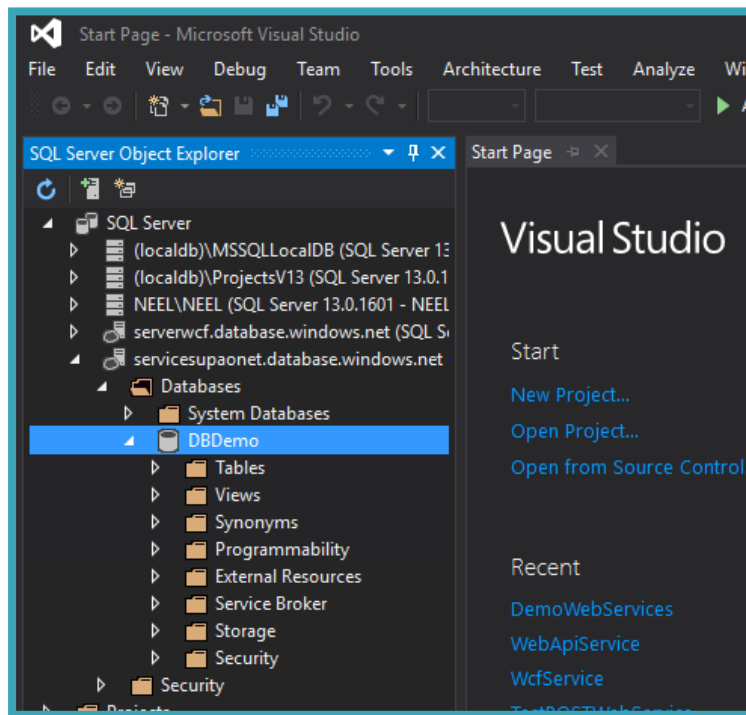 Start Page - Microsoft Visual Studio
File Edit View Debug Team Tools Architecture Test Analyze
SQL Server Object Explorer
Start Page
SQL Server
(localdb)\MSSQLLocalDB (SQL Server 13
(localdb)\ProjectsV13 (SQL Server 13.0.1
NEEL\NEEL (SQL Server 13.0.1601 - NEEL
serverwcf.database.windows.net (SQL
servicesupaonet.database.windows.net
Databases
System Databases
DBDemo
Tables
Views
Synonyms
Programmability
External Resources
Service Broker
Storage
Security
Security
Visual Studio
Start
New Project...
Open Project...
Open from Source Control
Recent
DemoWebServices
WebApiService
WcfService